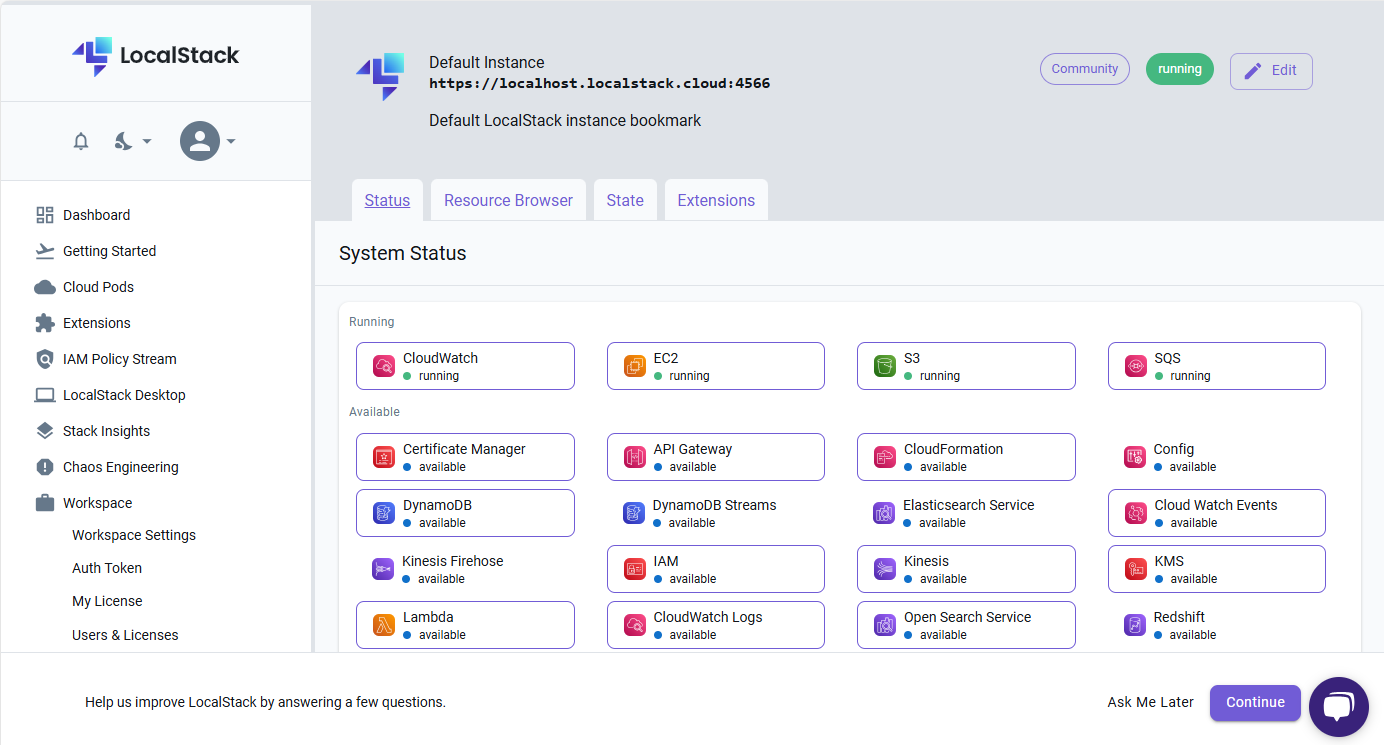 LocalStack
Dashboard
Getting Started
Cloud Pods
Extensions
IAM Policy Stream
LocalStack Desktop
Stack Insights
Chaos Engineering
Workspace
Workspace Settings
Auth Token
My License
Users & Licenses
Default Instance
https://localhost.localstack.cloud:4566
Default LocalStack instance bookmark
Community
running
Edit
Status
Resource Browser
State
Extensions
System Status
Running
CloudWatch
running
EC2
running
S3
running
SQS
running
Available
Certificate Manager
available
API Gateway
available
CloudFormation
available
Config
available
DynamoDB
available
DynamoDB Streams
available
Elasticsearch Service
available
Cloud Watch Events
available
Kinesis Firehose
available
IAM
available
Kinesis
available
KMS
available
Lambda
available
CloudWatch Logs
available
Open Search Service
available
Redshift
available
Help us improve LocalStack by answering a few questions.
Ask Me Later
Continue